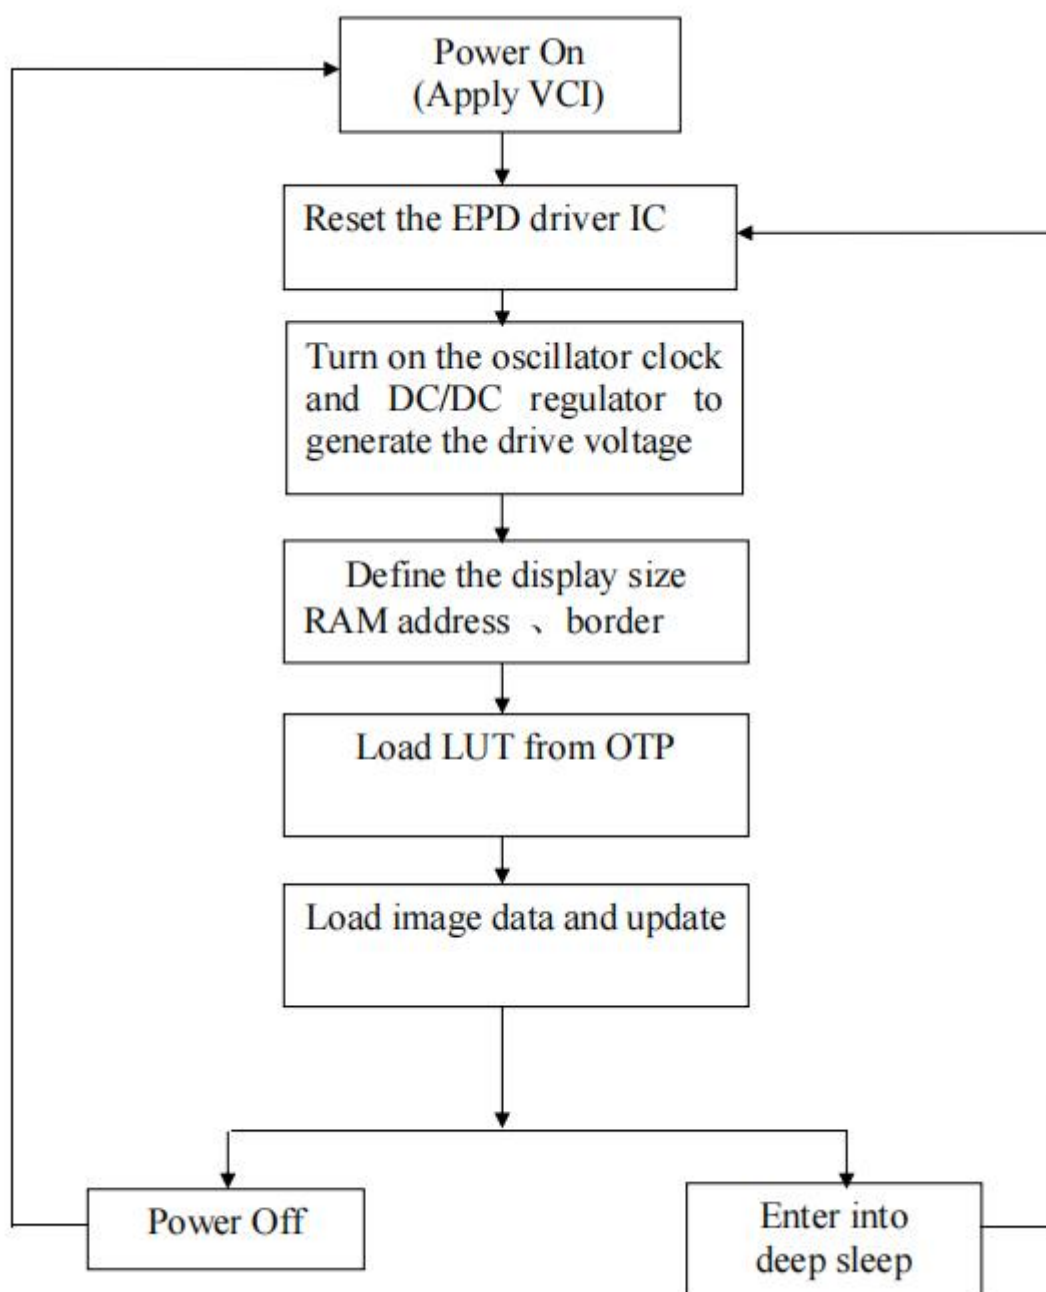 Power On
(Apply VCI)
Reset the EPD driver IC
Turn on the oscillator clock
and DC/DC regulator to
generate the drive voltage
Define the display size
RAM address 、border
Load LUT from OTP
Load image data and update
Power Off
Enter into
deep sleep